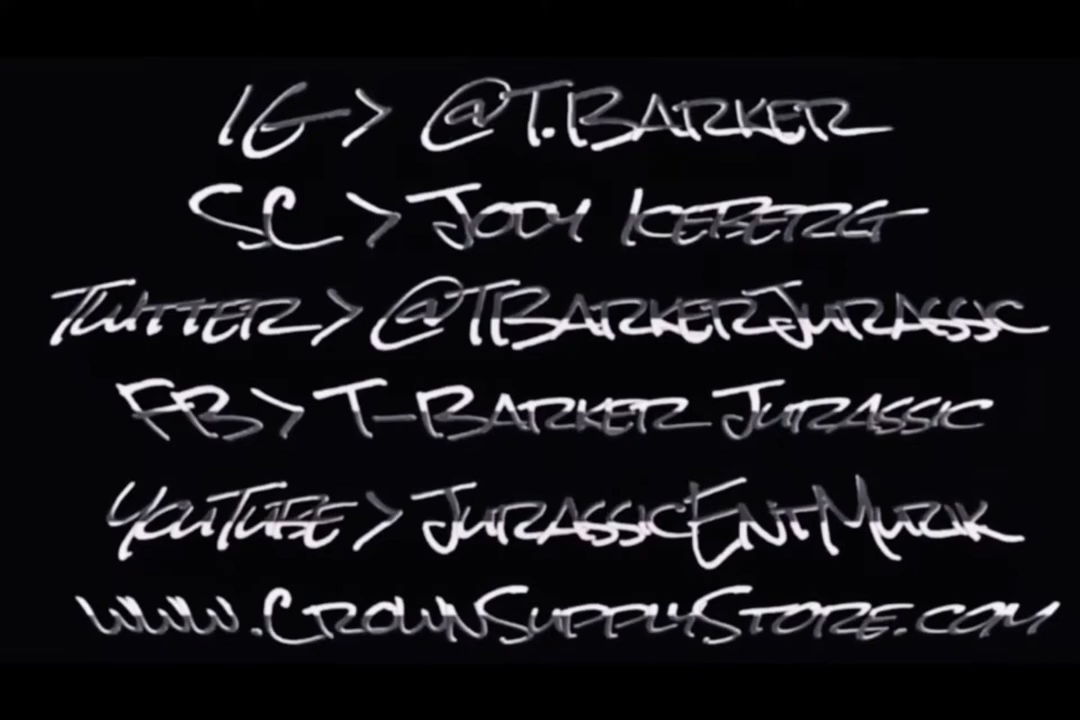 IG> @T.Barker
SC > Jody Iceberg
Twitter> @TBarkerJurassic
FB> T-Barker Jurassic
YouTube> JurassicEntMuzik
www.CrownSupplyStore.com